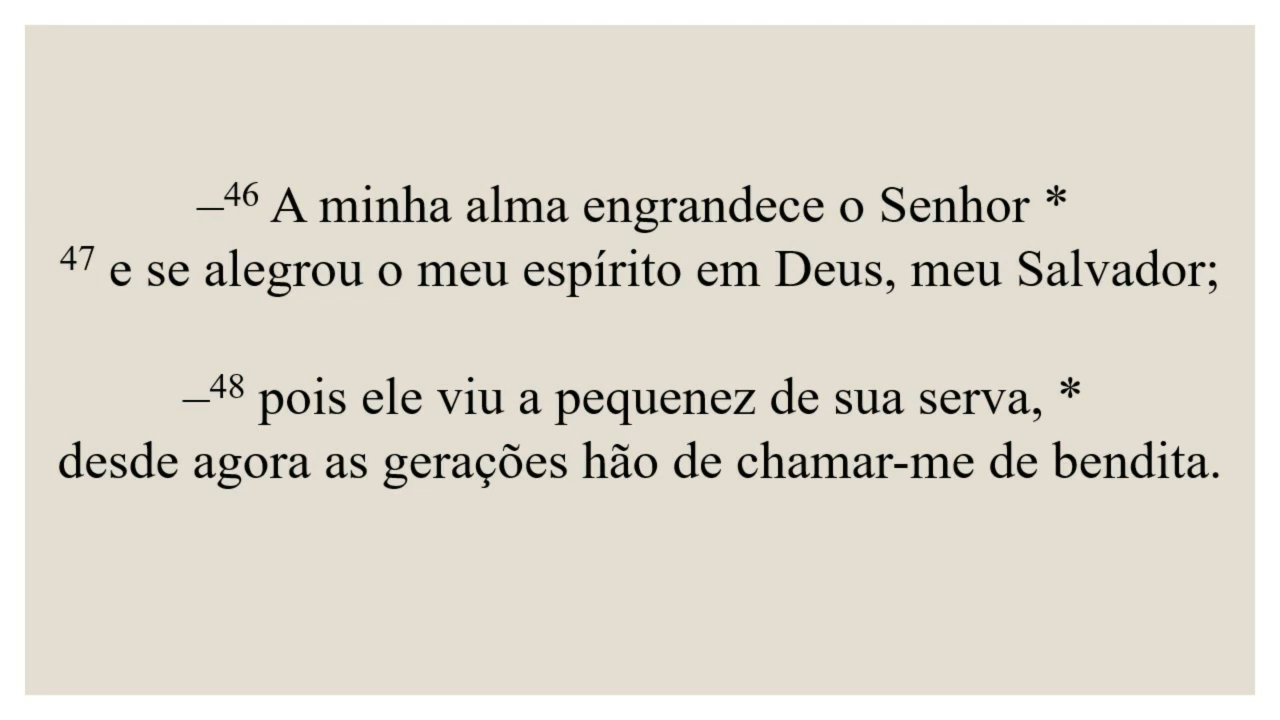 –46 A minha alma engrandece o Senhor *
47 e se alegrou o meu espírito em Deus, meu Salvador;
–48 pois ele viu a pequenez de sua serva, *
desde agora as gerações hão de chamar-me de bendita.